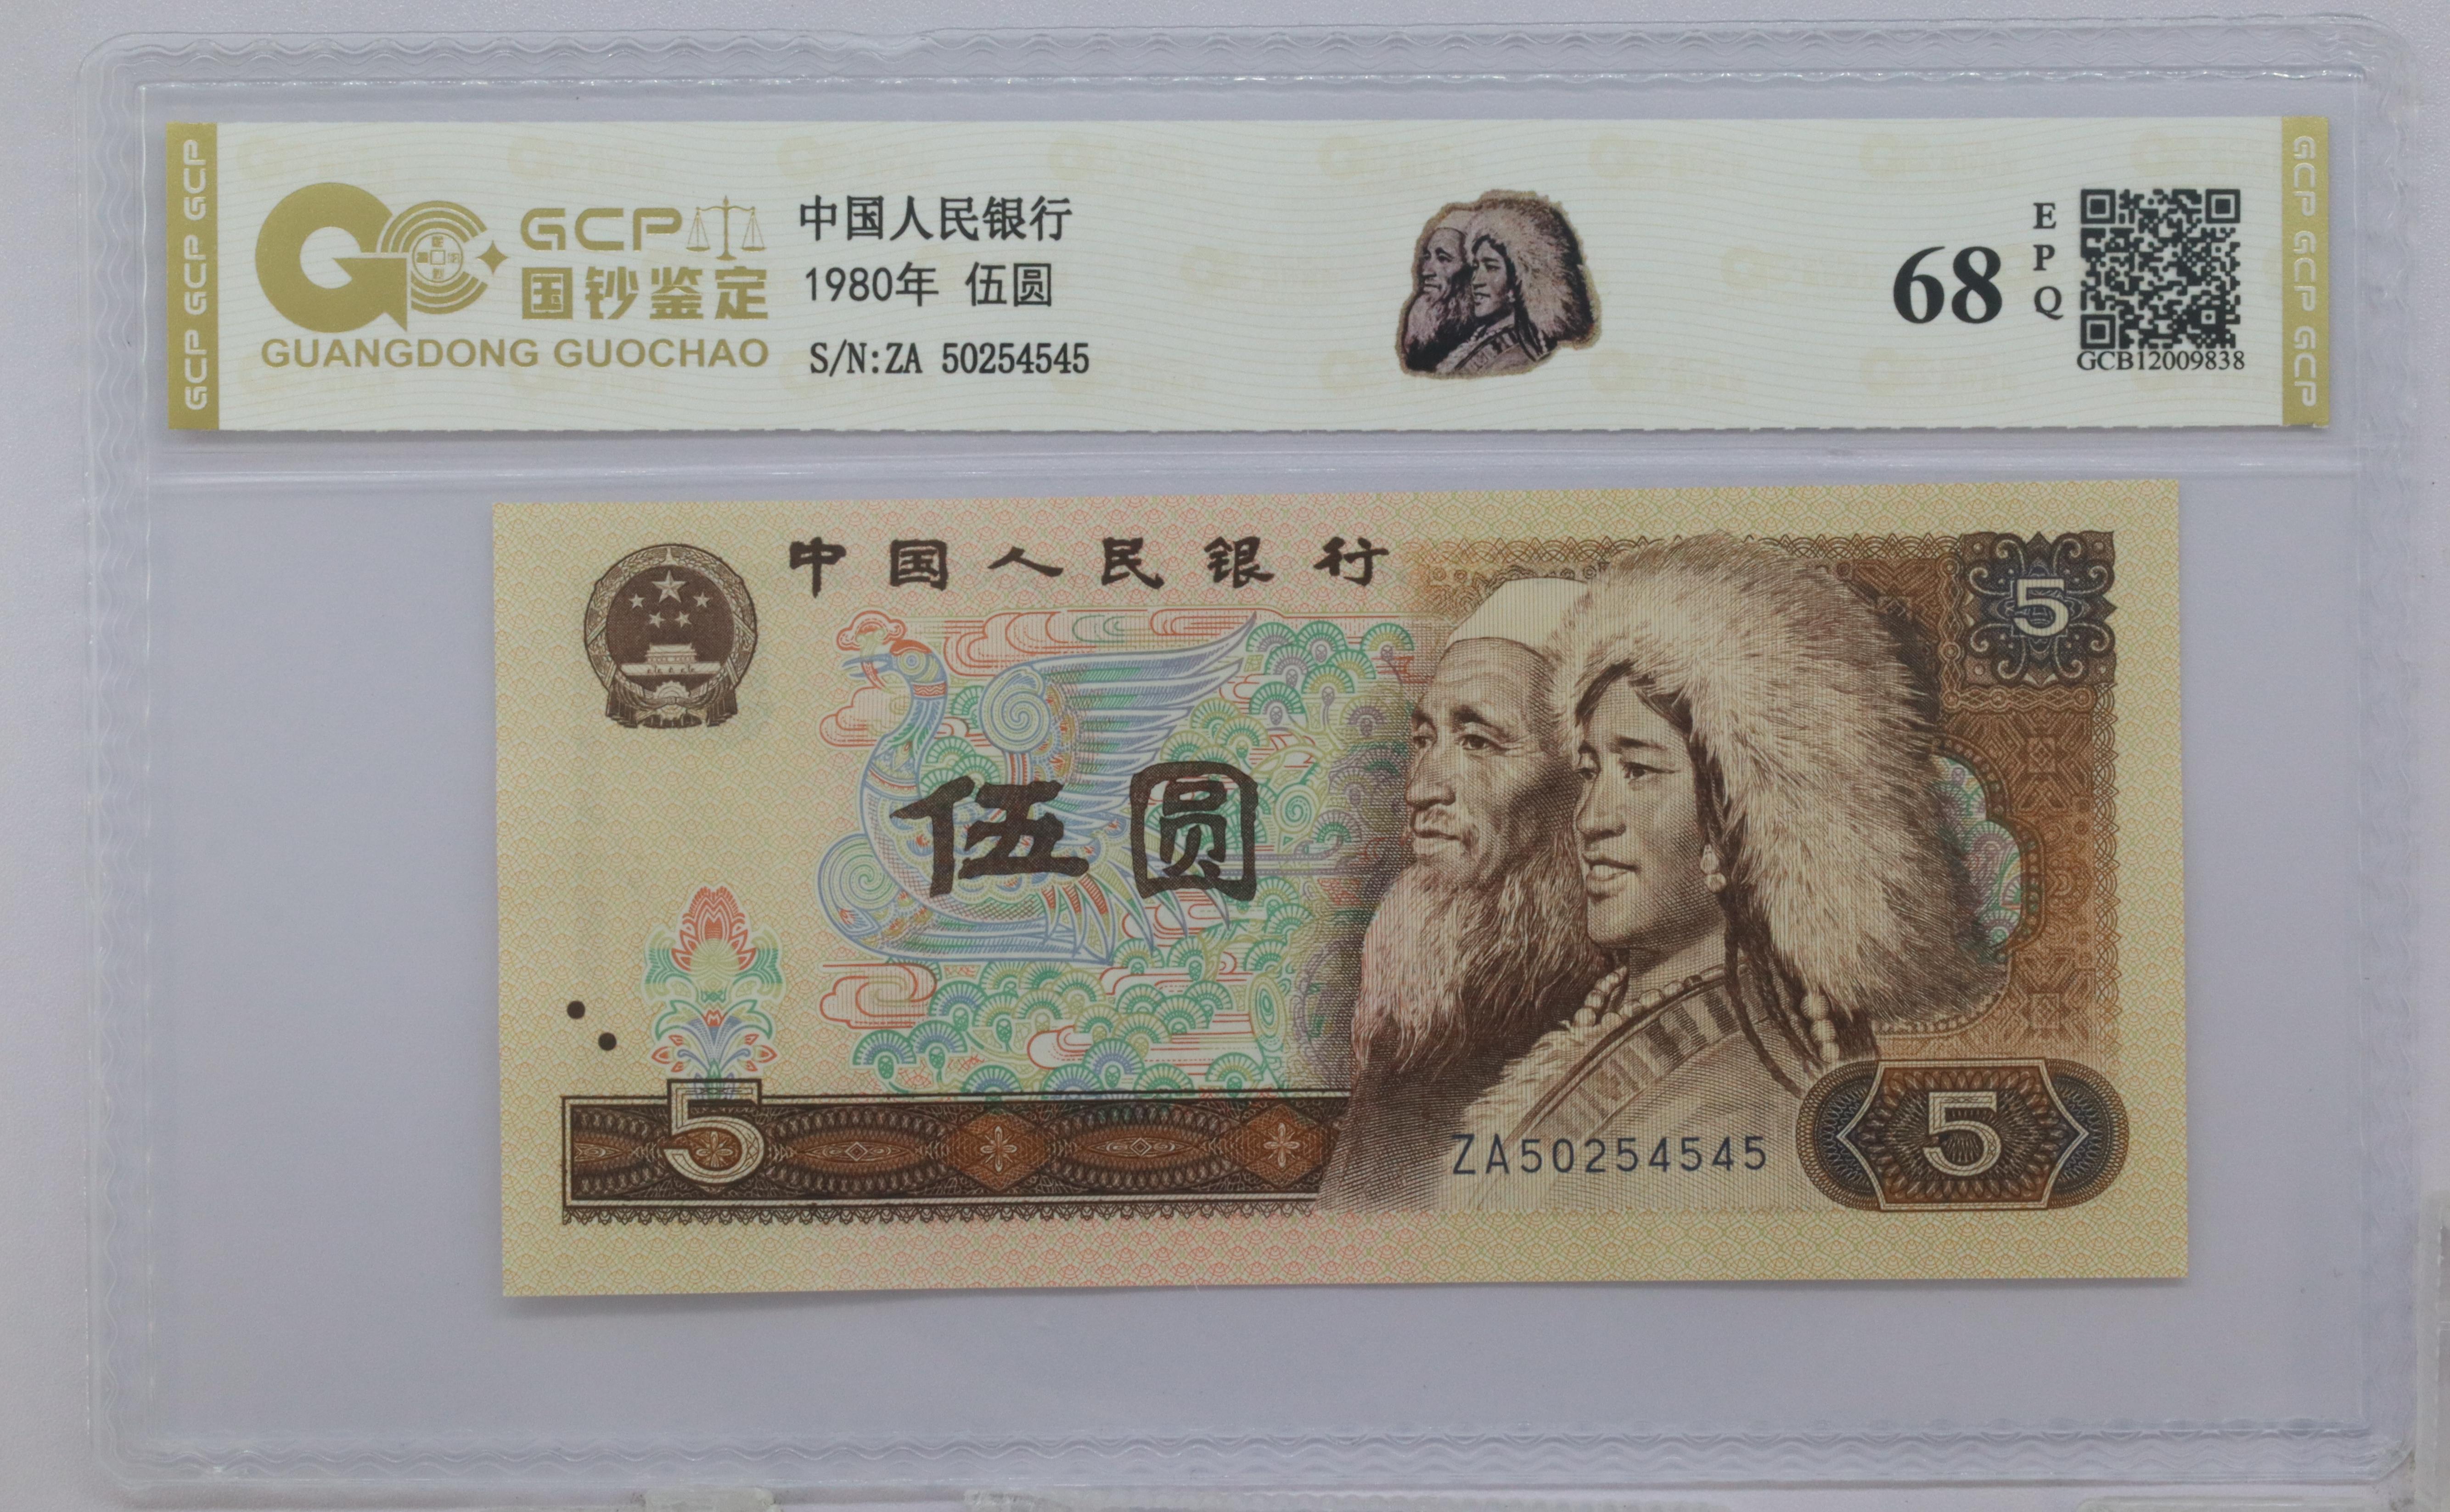 GCP GCP GCP
GCP
国钞鉴定
GUANGDONG GUOCHAO
中国人民银行
1980年 伍圆
S/N:ZA 50254545
68
E
P
Q
GCB12009838
GCP GCP GCP
中国人民银行
5
伍圆
5
ZA50254545
5